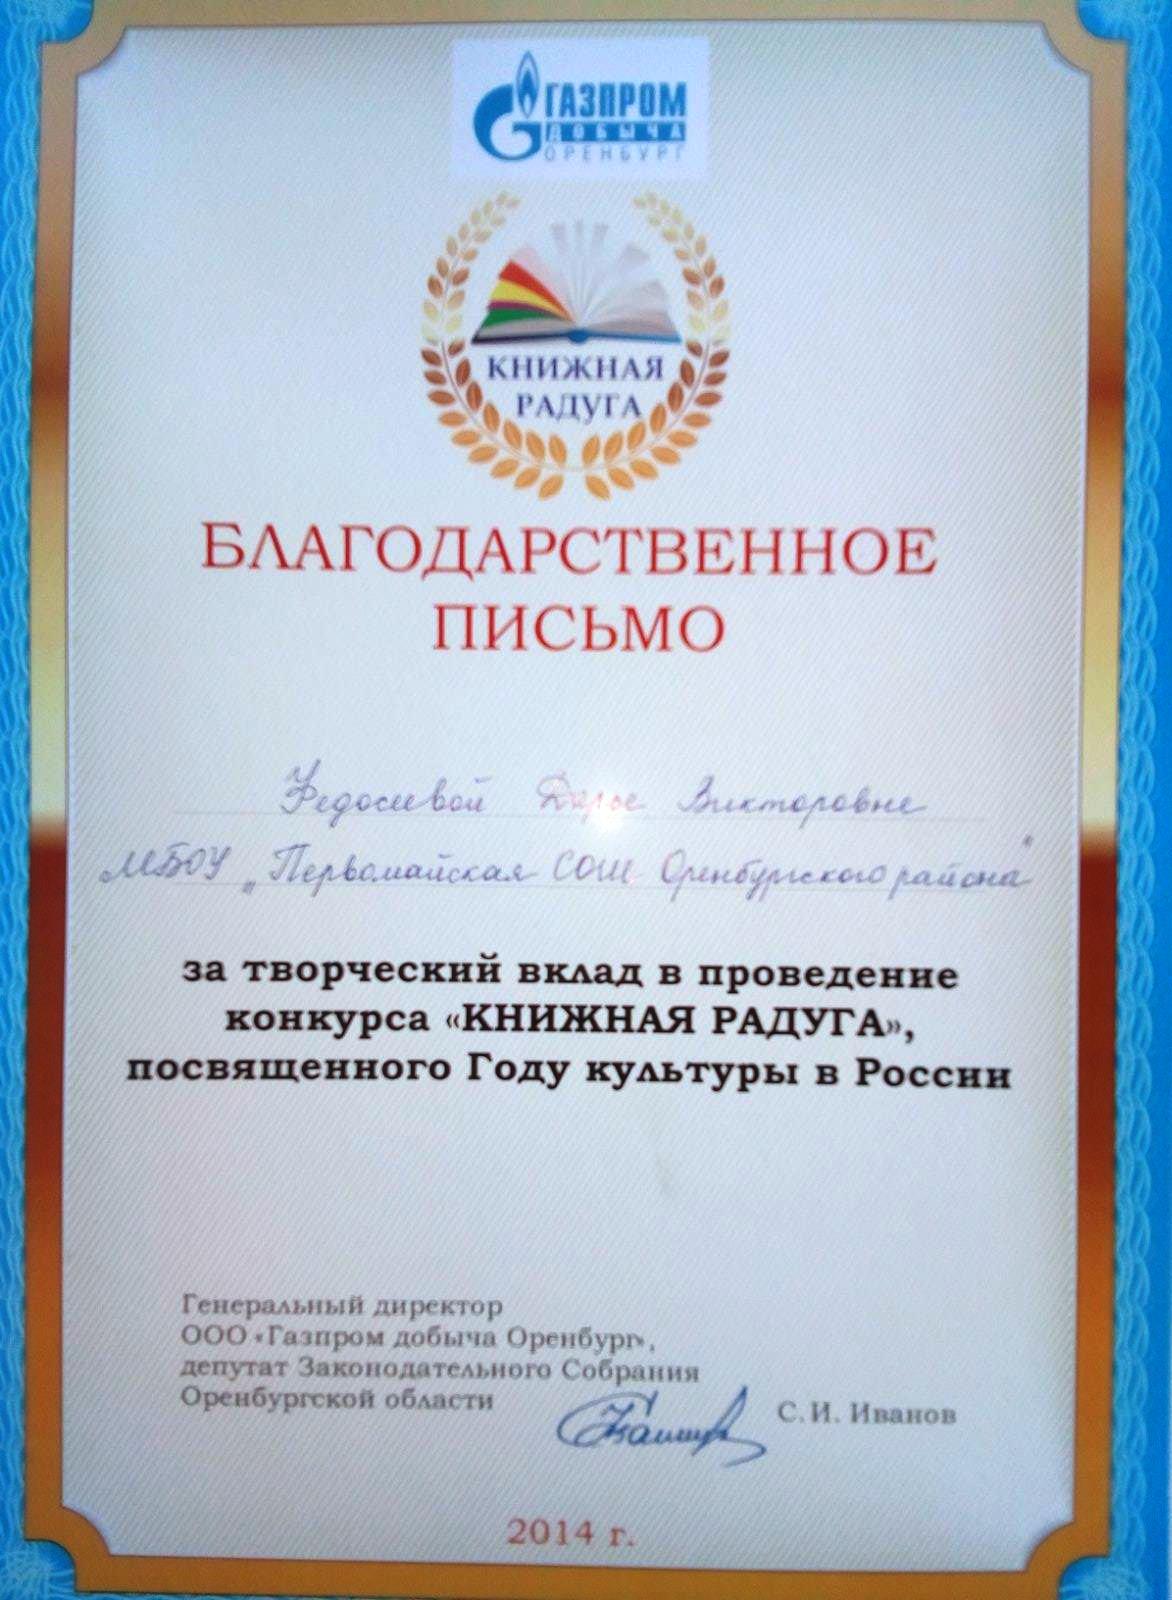 ГАЗПРОМ
ДОБЫЧА
ОРЕНБУРГ
КНИЖНАЯ
РАДУГА
БЛАГОДАРСТВЕННОЕ
ПИСЬМО
Федосеевой Дарье Викторовне
МБОУ „Первомайская СОШ Оренбургского района"
за творческий вклад в проведение
конкурса «КНИЖНАЯ РАДУГА»,
посвященного Году культуры в России
Генеральный директор
ООО «Газпром добыча Оренбург»,
депутат Законодательного Собрания
Оренбургской области
С. И. Иванов
2014 г.